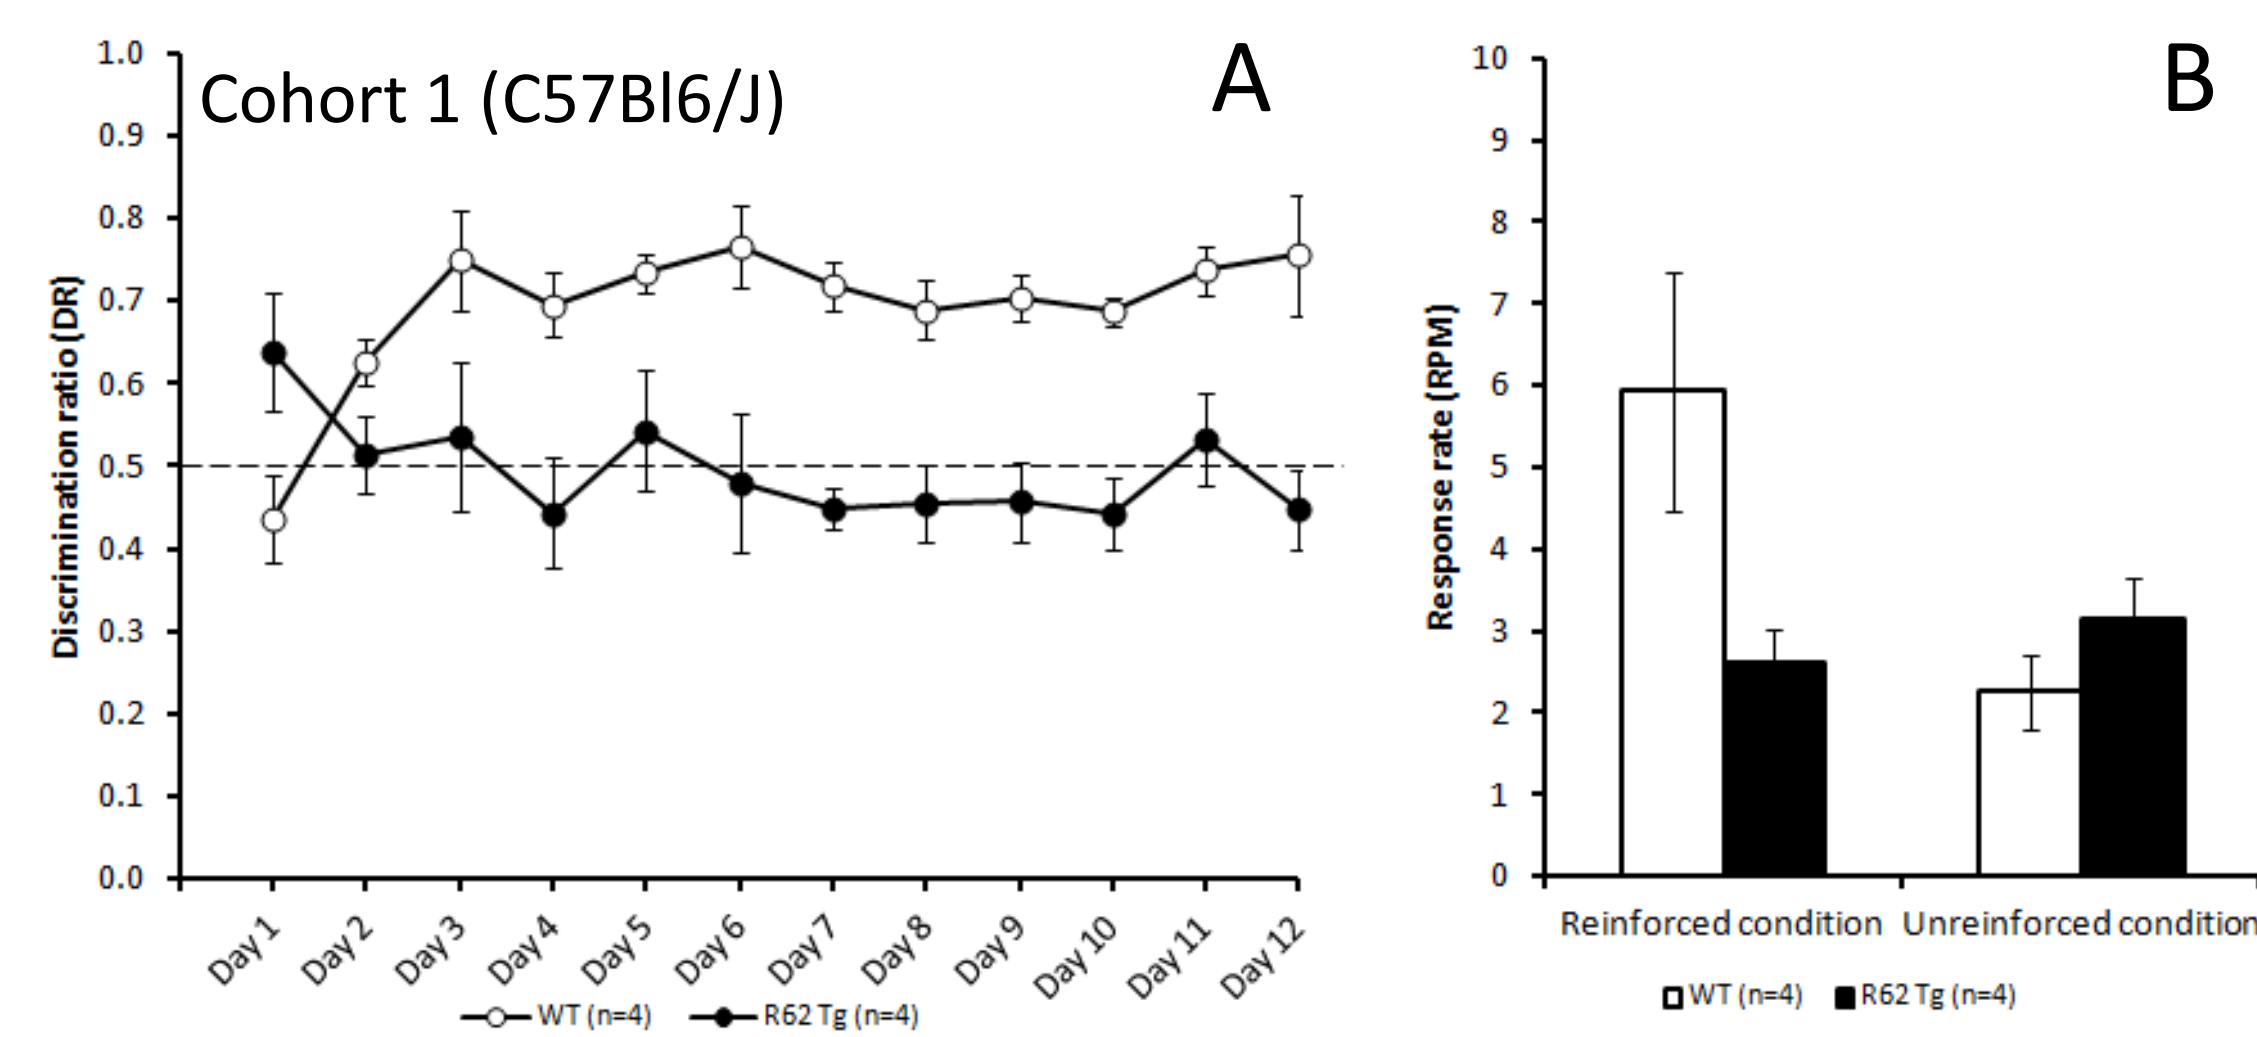 Cohort 1 (C57Bl6/J)
A
Discrimination ratio (DR)
1.0
0.9
0.8
0.7
0.6
0.5
0.4
0.3
0.2
0.1
0.0
Day 1
Day 2
Day 3
Day 4
Day 5
Day 6
Day 7
Day 8
Day 9
Day 10
Day 11
Day 12
WT (n=4)
R62 Tg (n=4)
B
Response rate (RPM)
10
9
8
7
6
5
4
3
2
1
0
Reinforced condition
Unreinforced condition
WT (n=4)
R62 Tg (n=4)